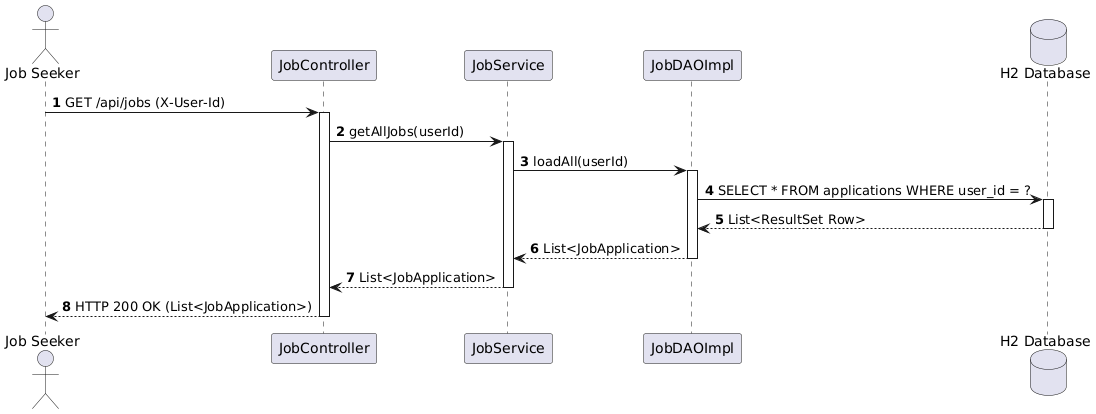 Job Seeker
JobController
JobService
JobDAOImpl
H2 Database
1 GET /api/jobs (X-User-Id)
2 getAllJobs(userId)
3 loadAll(userId)
4 SELECT * FROM applications WHERE user_id = ?
5 List<ResultSet Row>
6 List<JobApplication>
7 List<JobApplication>
8 HTTP 200 OK (List<JobApplication>)
Job Seeker
JobController
JobService
JobDAOImpl
H2 Database